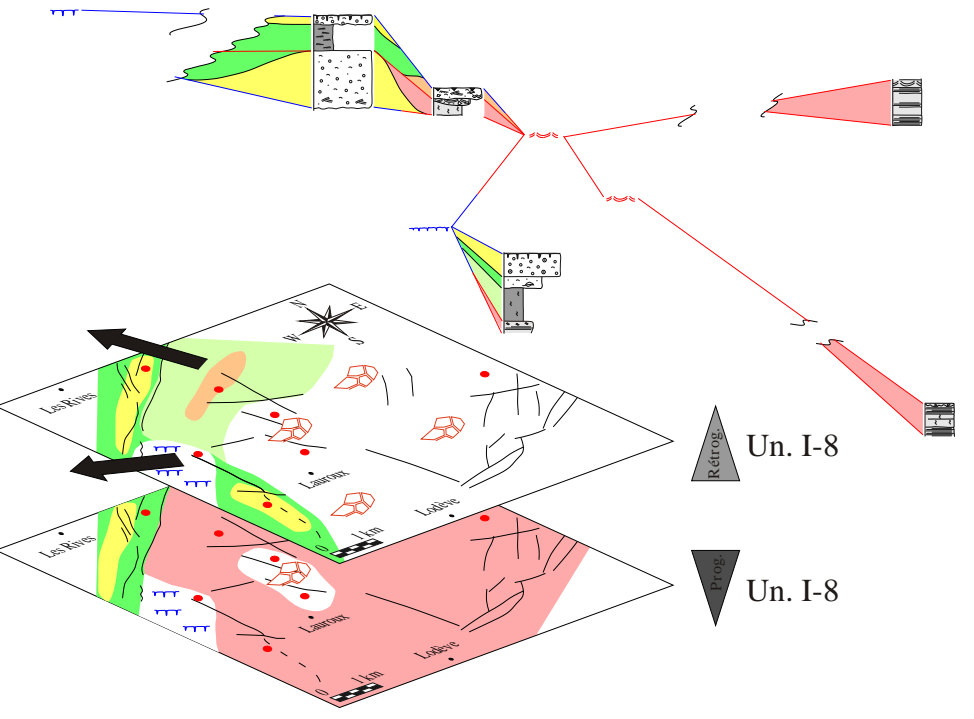 N
E
W
S
Les Rives
Lauroux
Lodève
0
1 km
Rétrog.
Un. I-8
Les Rives
Lauroux
Lodève
0
1 km
Prog.
Un. I-8